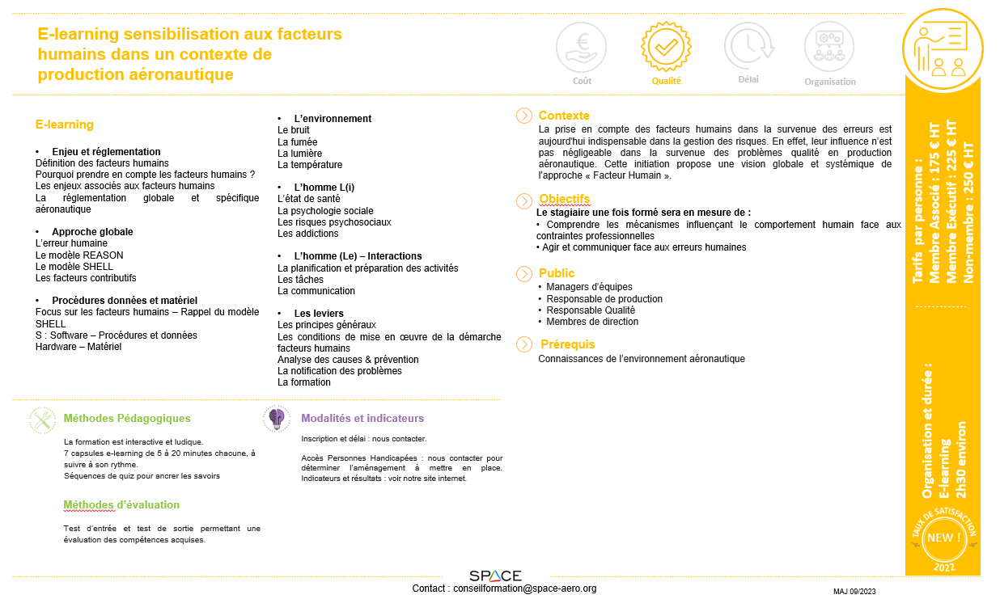 E-learning sensibilisation aux facteurs
humains dans un contexte de
production aéronautique
Coût
Qualité
Délai
Organisation
E-learning
• Enjeu et réglementation
Définition des facteurs humains
Pourquoi prendre en compte les facteurs humains ?
Les enjeux associés aux facteurs humains
La réglementation globale et spécifique
aéronautique
• Approche globale
L'erreur humaine
Le modèle REASON
Le modèle SHELL
Les facteurs contributifs
• Procédures données et matériel
Focus sur les facteurs humains – Rappel du modèle
SHELL
S : Software – Procédures et données
Hardware – Matériel
• L'environnement
Le bruit
La fumée
La lumière
La température
• L'homme L(i)
L'état de santé
La psychologie sociale
Les risques psychosociaux
Les addictions
• L'homme (Le) – Interactions
La planification et préparation des activités
Les tâches
La communication
• Les leviers
Les principes généraux
Les conditions de mise en œuvre de la démarche
facteurs humains
Analyse des causes & prévention
La notification des problèmes
La formation
Contexte
La prise en compte des facteurs humains dans la survenue des erreurs est
aujourd'hui indispensable dans la gestion des risques. En effet, leur influence n'est
pas négligeable dans la survenue des problèmes qualité en production
aéronautique. Cette initiation propose une vision globale et systémique de
l'approche « Facteur Humain ».
Objectifs
Le stagiaire une fois formé sera en mesure de :
• Comprendre les mécanismes influençant le comportement humain face aux
contraintes professionnelles
• Agir et communiquer face aux erreurs humaines
Public
• Managers d'équipes
• Responsable de production
• Responsable Qualité
• Membres de direction
Prérequis
Connaissances de l'environnement aéronautique
Méthodes Pédagogiques
La formation est interactive et ludique.
7 capsules e-learning de 5 à 20 minutes chacune, à
suivre à son rythme.
Séquences de quiz pour ancrer les savoirs
Méthodes d'évaluation
Test d'entrée et test de sortie permettant une
évaluation des compétences acquises.
Modalités et indicateurs
Inscription et délai : nous contacter.
Accès Personnes Handicapées : nous contacter pour
déterminer l'aménagement à mettre en place.
Indicateurs et résultats : voir notre site internet.
Tarifs par personne :
Membre Associé : 175 € HT
Membre Exécutif : 225 € HT
Non-membre : 250 € HT
Organisation et durée :
E-learning
2h30 environ
TAUX DE SATISFACTION
NEW !
2022
SPACE
Contact : conseilformation@space-aero.org
MAJ 09/2023